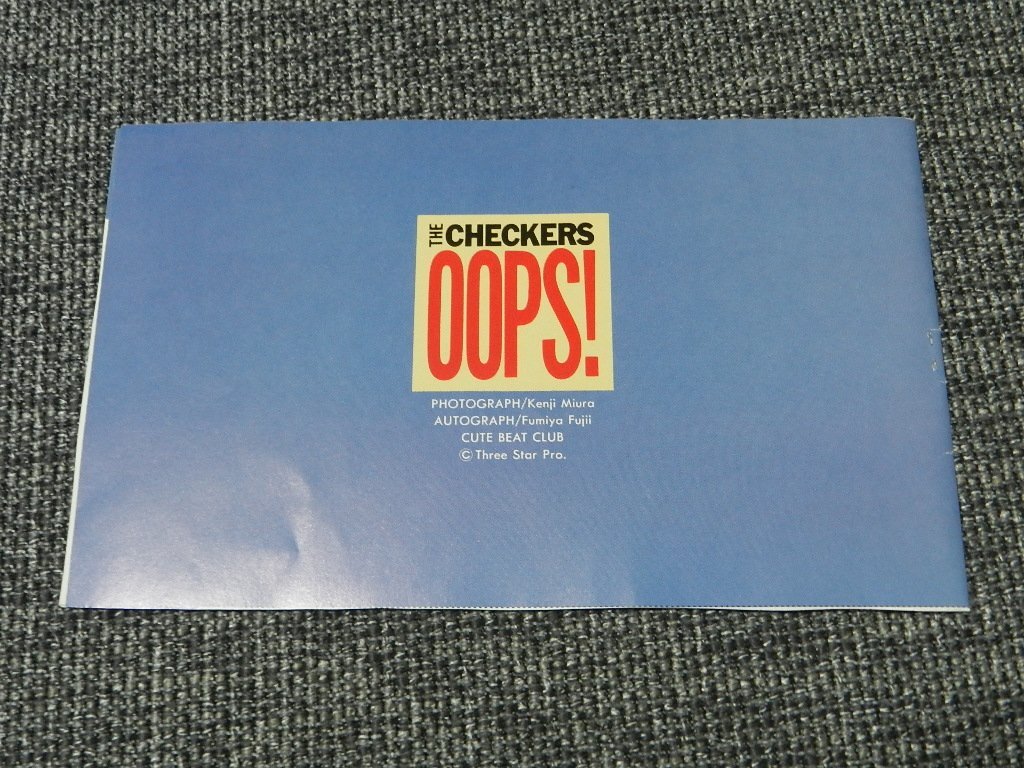 THE CHECKERS
OOPS!
PHOTOGRAPH/Kenji Miura
AUTOGRAPH/Fumiya Fujii
CUTE BEAT CLUB
© Three Star Pro.